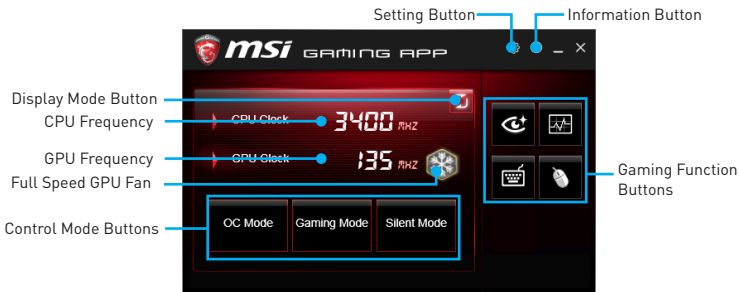 Setting Button
Information Button
msi GAMING APP
Display Mode Button
CPU Frequency
CPU Clock
3400 MHZ
GPU Frequency
GPU Clock
135 MHZ
Full Speed GPU Fan
Gaming Function
Buttons
Control Mode Buttons
OC Mode
Gaming Mode
Silent Mode